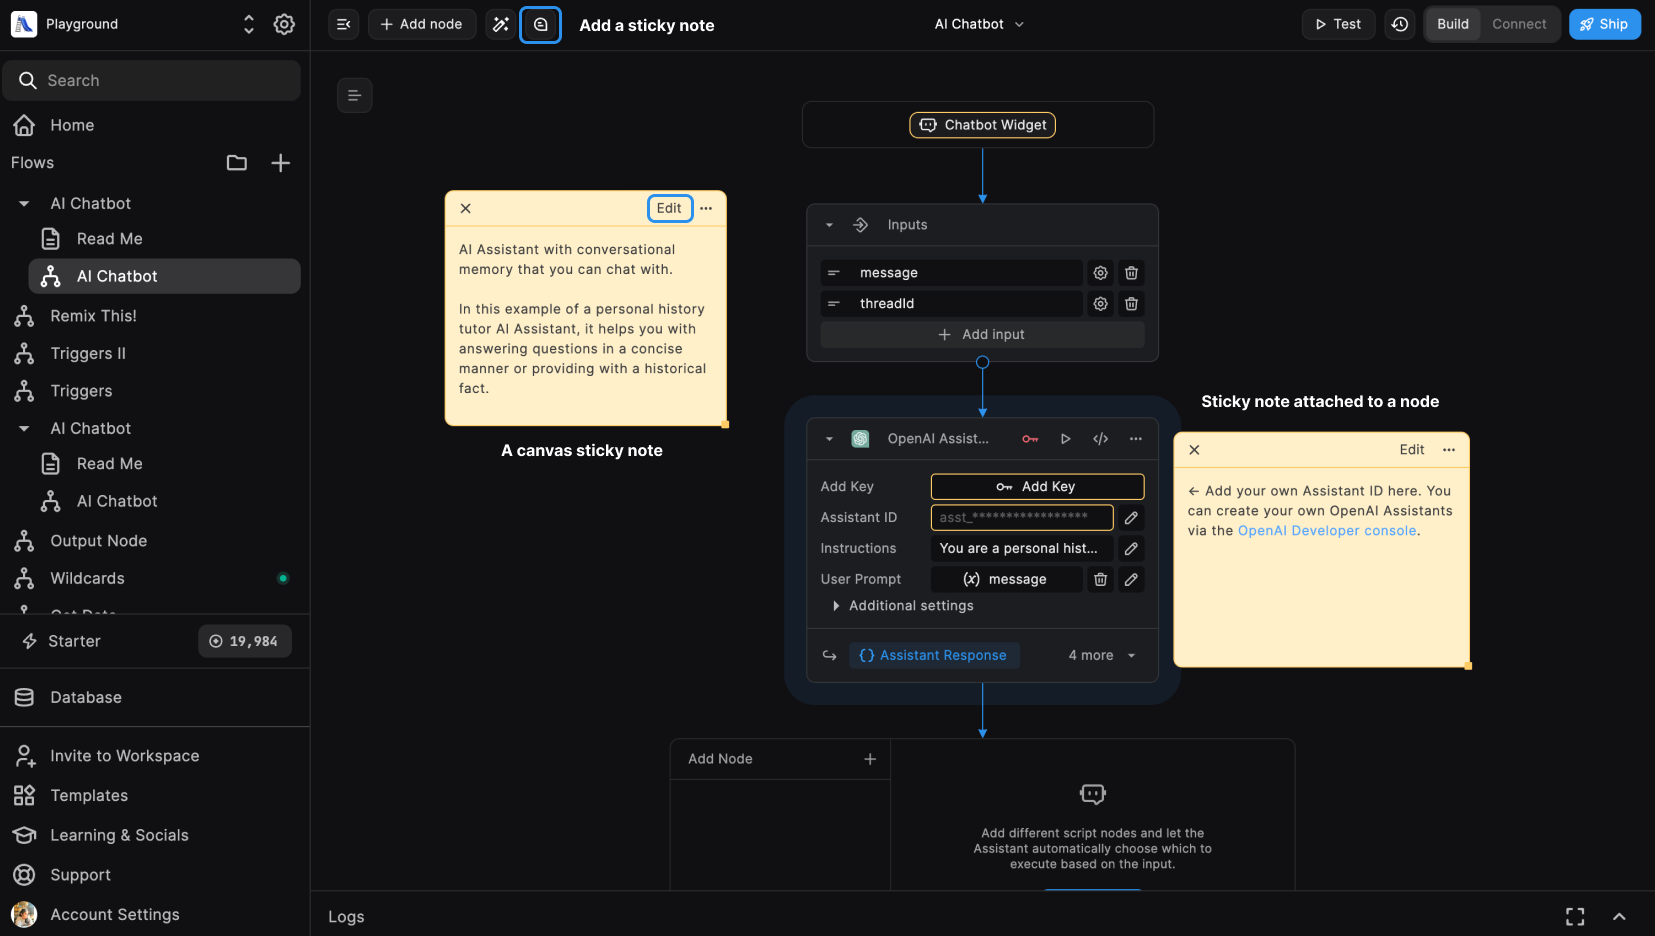 Playground
Add node
Add a sticky note
AI Chatbot
Test
Build
Connect
Ship
Search
Home
Flows
AI Chatbot
Read Me
AI Chatbot
Remix This!
Triggers II
Triggers
AI Chatbot
Read Me
AI Chatbot
Output Node
Wildcards
Starter
19,984
Database
Invite to Workspace
Templates
Learning & Socials
Support
Account Settings
Chatbot Widget
Edit
AI Assistant with conversational
memory that you can chat with.
In this example of a personal history
tutor AI Assistant, it helps you with
answering questions in a concise
manner or providing with a historical
fact.
A canvas sticky note
Inputs
message
threadId
Add input
OpenAI Assist...
Add Key
Add Key
Assistant ID
asst_*****************
Instructions
You are a personal hist...
User Prompt
(x) message
Additional settings
{} Assistant Response
4 more
Sticky note attached to a node
Edit
← Add your own Assistant ID here. You
can create your own OpenAI Assistants
via the OpenAI Developer console.
Add Node
Add different script nodes and let the
Assistant automatically choose which to
execute based on the input.
Logs